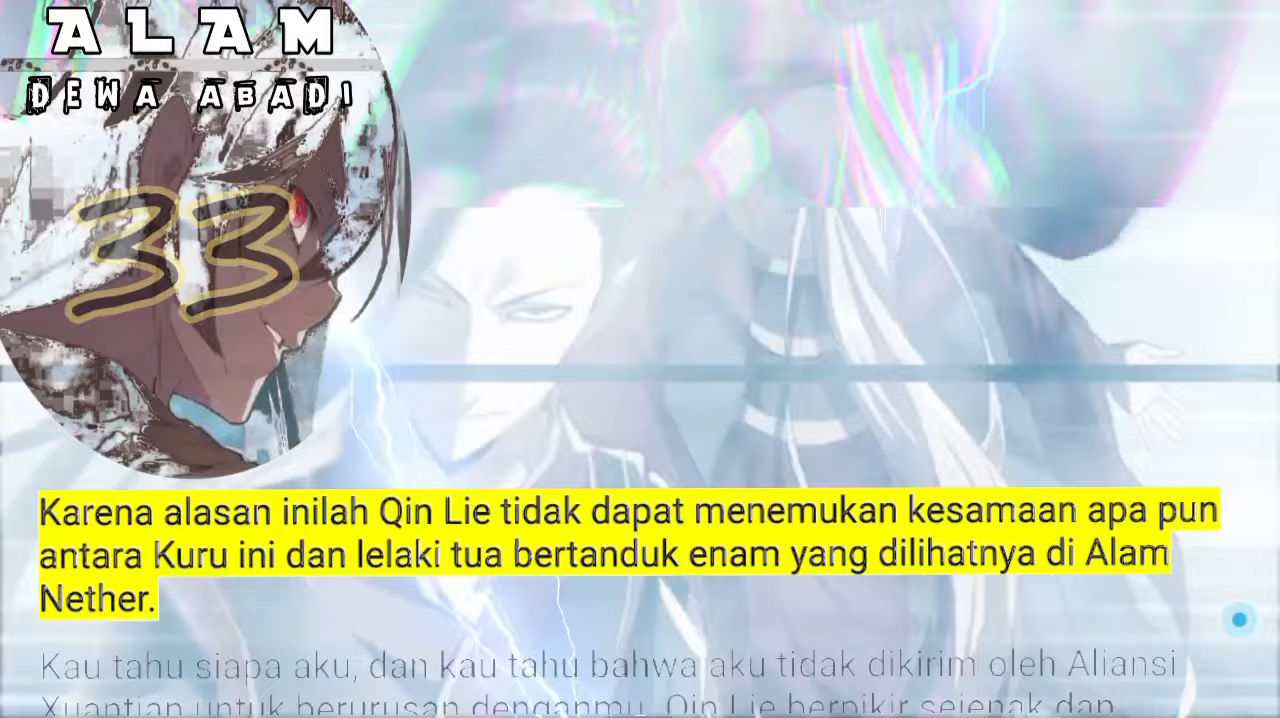 ALAM
DEWA ABADI
33
Karena alasan inilah Qin Lie tidak dapat menemukan kesamaan apa pun
antara Kuru ini dan lelaki tua bertanduk enam yang dilihatnya di Alam
Nether.
Kau tahu siapa aku, dan kau tahu bahwa aku tidak dikirim oleh Aliansi
Xuantian untuk berurusan denganmu, Qin Lie berpikir sejenak dan